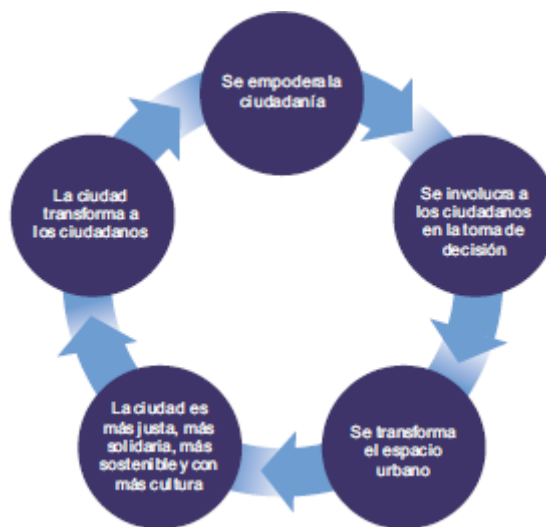 Se empodera la
ciudadanía
Se involucra a
los ciudadanos
en la toma de
decisión
Se transforma
el espacio
urbano
La ciudad es
más justa, más
solidaria, más
sostenible y con
más cultura
La ciudad
transforma a
los ciudadanos